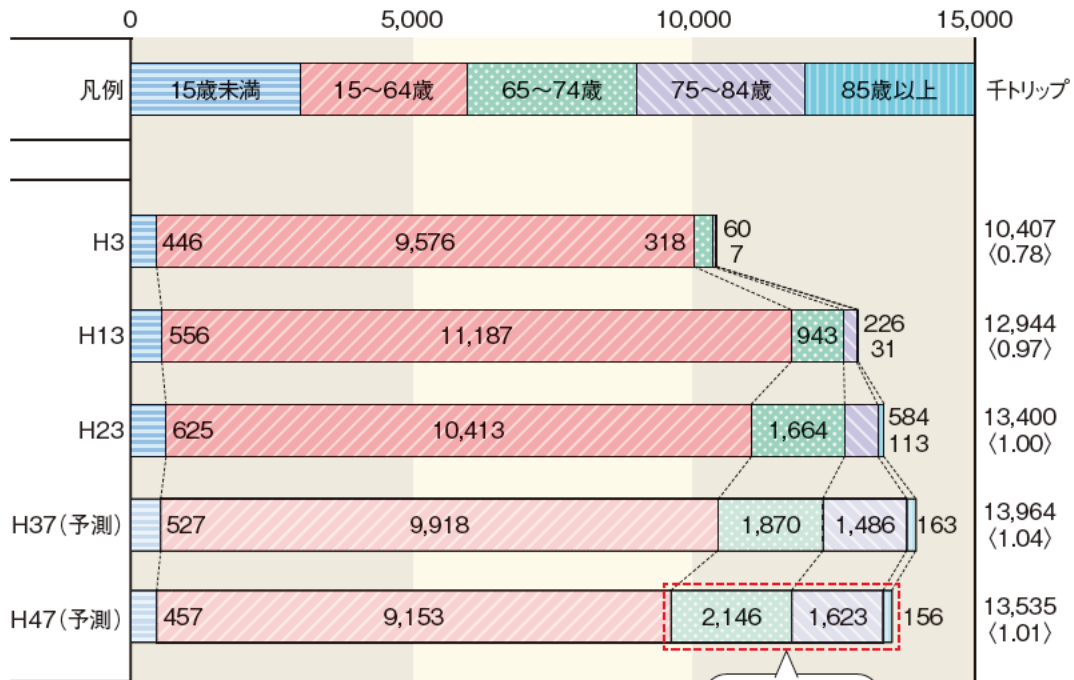 0 5,000 10,000 15,000
凡例 15歳未満 15～64歳 65～74歳 75～84歳 85歳以上 千トリップ
H3 446 9,576 318 60 10,407
7 〈0.78〉
H13 556 11,187 943 226 12,944
31 〈0.97〉
H23 625 10,413 1,664 584 13,400
113 〈1.00〉
H37（予測） 527 9,918 1,870 1,486 163 13,964
〈1.04〉
H47（予測） 457 9,153 2,146 1,623 156 13,535
〈1.01〉